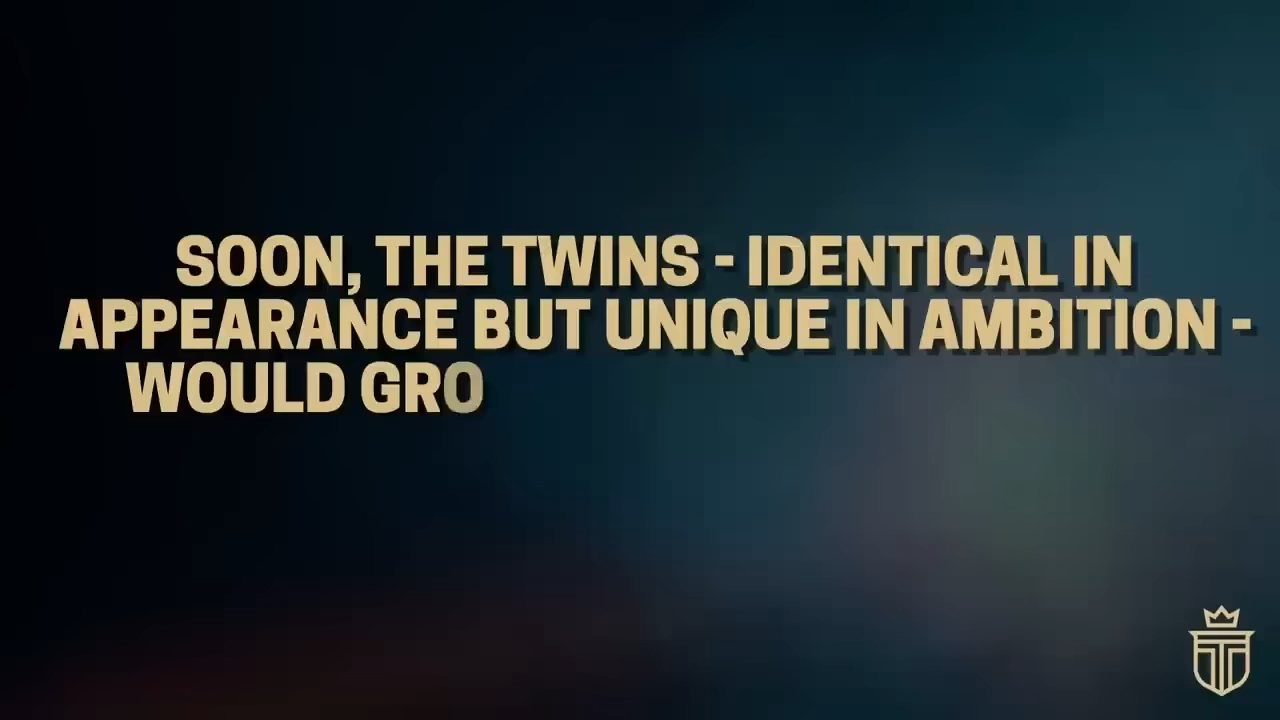 SOON, THE TWINS - IDENTICAL IN
APPEARANCE BUT UNIQUE IN AMBITION -
WOULD GRO